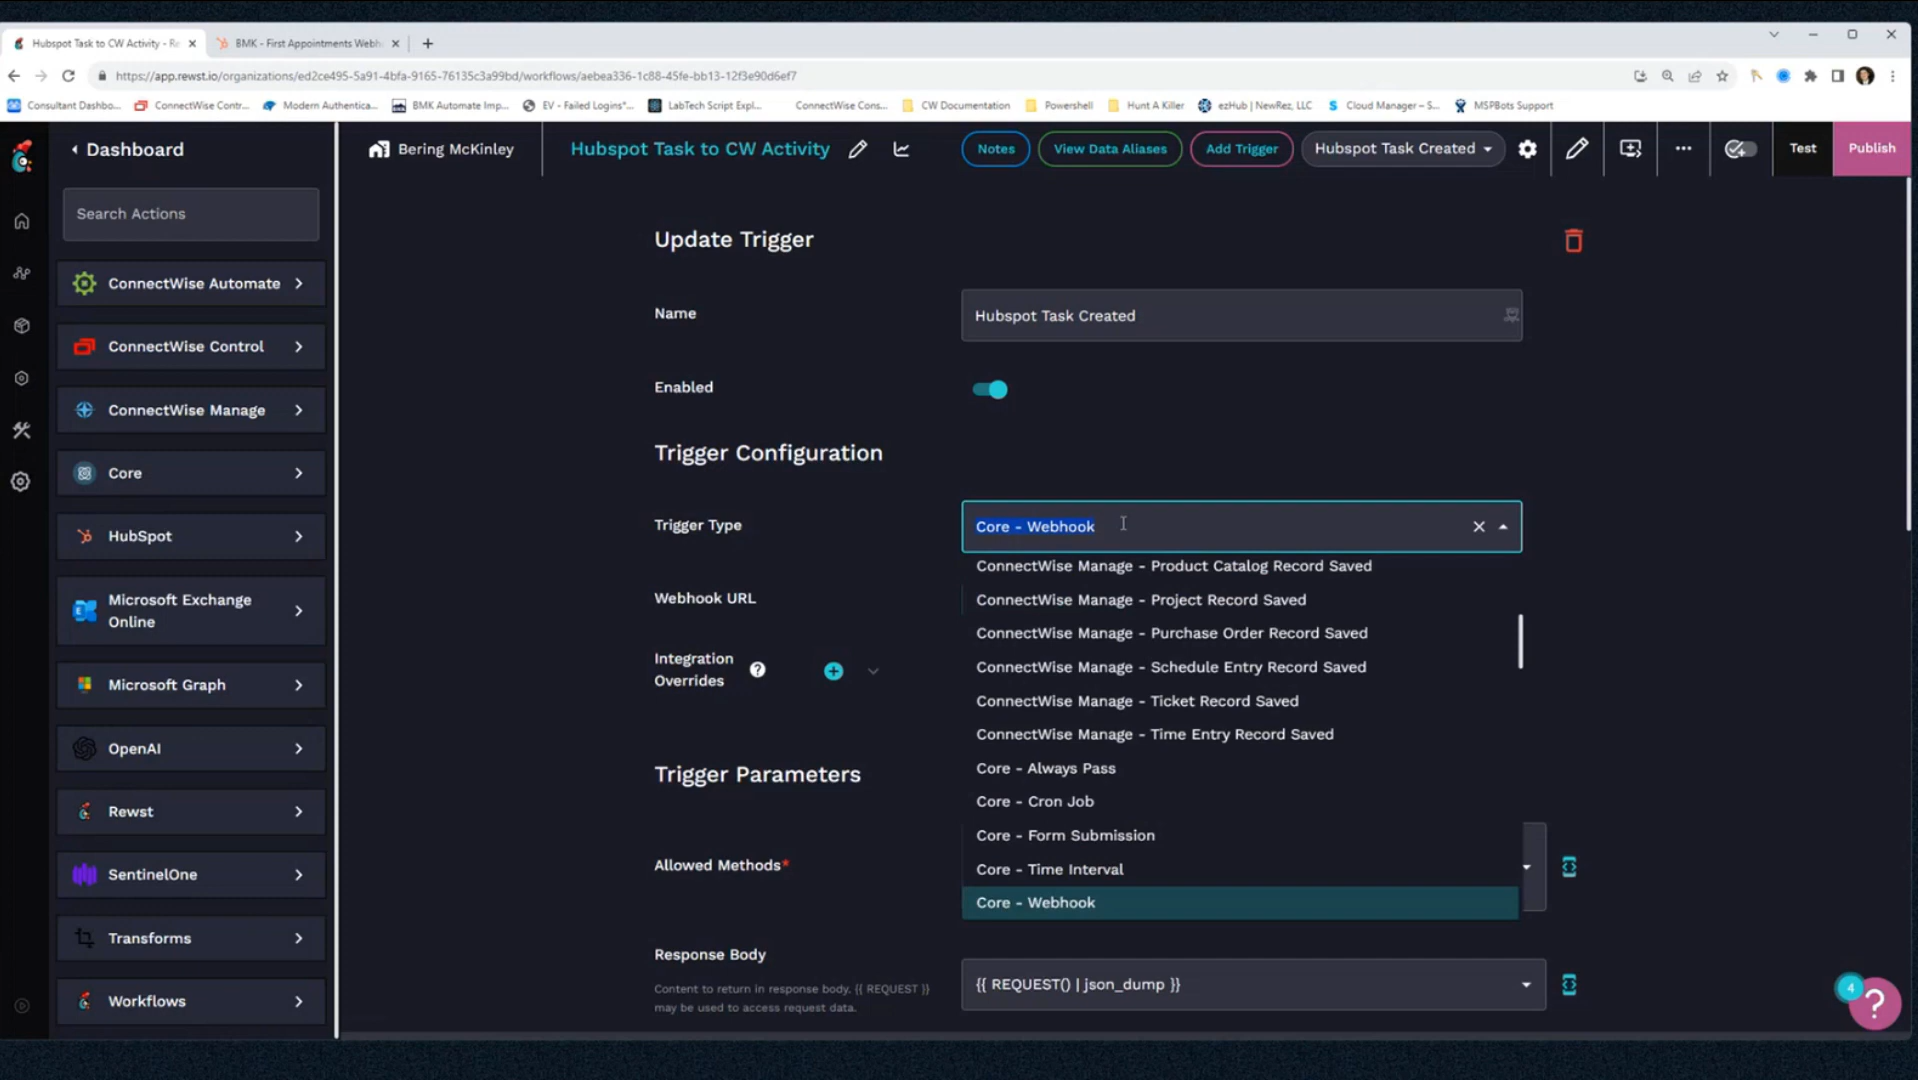 Hubspot Task to CW Activity - Re
BMK - First Appointments Webh
https://app.rewst.io/organizations/ed2ce495-5a91-4bfa-9165-76135c3a99bd/workflows/aebea336-1c88-45fe-bb13-12f3e90d6ef7
Consultant Dashbo...
ConnectWise Contr...
Modern Authentica...
BMK Automate Imp...
EV - Failed Logins"...
LabTech Script Expl...
ConnectWise Cons...
CW Documentation
Powershell
Hunt A Killer
ezHub | NewRez, LLC
Cloud Manager – S...
MSPBots Support
Dashboard
Bering McKinley
Hubspot Task to CW Activity
Notes
View Data Aliases
Add Trigger
Hubspot Task Created
Test
Publish
Search Actions
ConnectWise Automate
ConnectWise Control
ConnectWise Manage
Core
HubSpot
Microsoft Exchange
Online
Microsoft Graph
OpenAI
Rewst
SentinelOne
Transforms
Workflows
Update Trigger
Name
Hubspot Task Created
Enabled
Trigger Configuration
Trigger Type
Core - Webhook
ConnectWise Manage - Product Catalog Record Saved
Webhook URL
ConnectWise Manage - Project Record Saved
ConnectWise Manage - Purchase Order Record Saved
Integration
Overrides
ConnectWise Manage - Schedule Entry Record Saved
ConnectWise Manage - Ticket Record Saved
ConnectWise Manage - Time Entry Record Saved
Trigger Parameters
Core - Always Pass
Core - Cron Job
Core - Form Submission
Allowed Methods*
Core - Time Interval
Core - Webhook
Response Body
Content to return in response body. {{ REQUEST }}
may be used to access request data.
{{ REQUEST() | json_dump }}
4
?